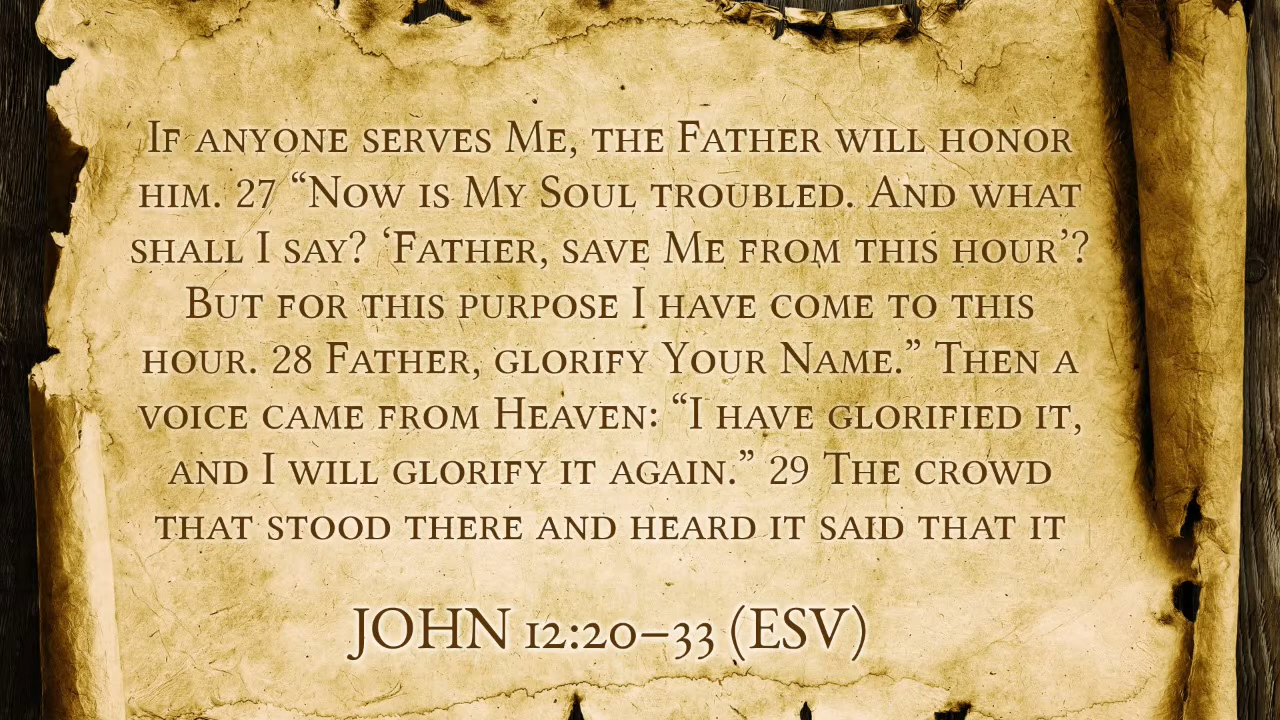 If anyone serves Me, the Father will honor
him. 27 “Now is My Soul troubled. And what
shall I say? ‘Father, save Me from this hour’?
But for this purpose I have come to this
hour. 28 Father, glorify Your Name.” Then a
voice came from Heaven: “I have glorified it,
and I will glorify it again.” 29 The crowd
that stood there and heard it said that it
JOHN 12:20–33 (ESV)